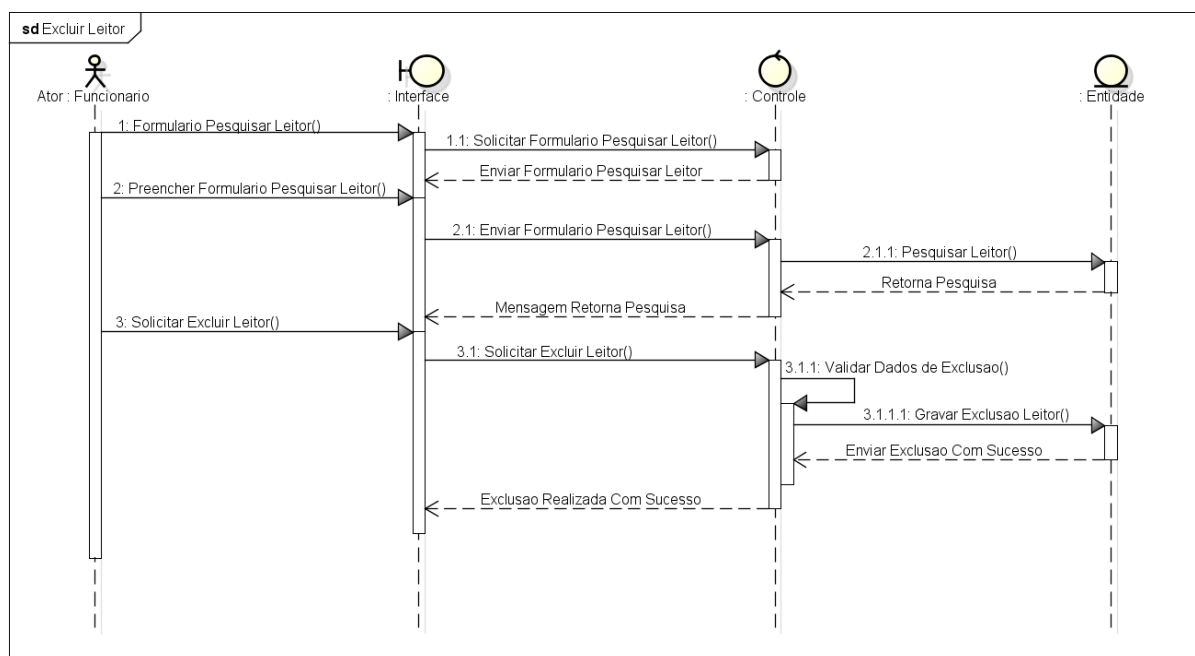 sd Excluir Leitor
Ator : Funcionario
: Interface
: Controle
: Entidade
1: Formulario Pesquisar Leitor()
1.1: Solicitar Formulario Pesquisar Leitor()
Enviar Formulario Pesquisar Leitor
2: Preencher Formulario Pesquisar Leitor()
2.1: Enviar Formulario Pesquisar Leitor()
2.1.1: Pesquisar Leitor()
Retorna Pesquisa
Mensagem Retorna Pesquisa
3: Solicitar Excluir Leitor()
3.1: Solicitar Excluir Leitor()
3.1.1: Validar Dados de Exclusao()
3.1.1.1: Gravar Exclusao Leitor()
Enviar Exclusao Com Sucesso
Exclusao Realizada Com Sucesso